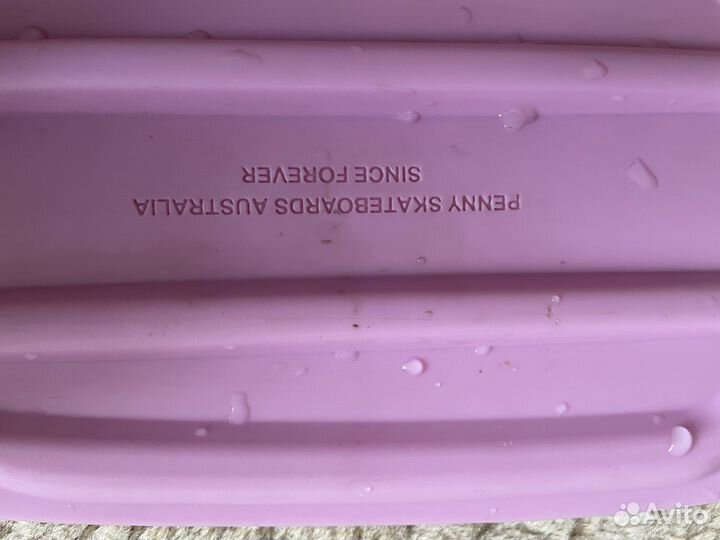 PENNY SKATEBOARDS AUSTRALIA
SINCE FOREVER
Avito